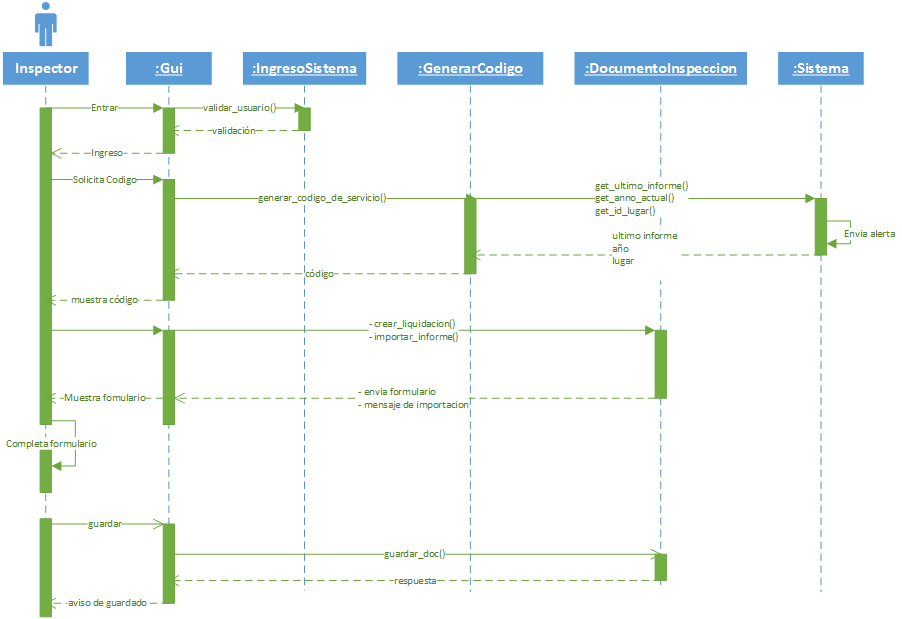 Inspector
:Gui
:IngresoSistema
:GenerarCodigo
:DocumentoInspeccion
:Sistema
Entrar
validar_usuario()
validación
Ingreso
Solicita Codigo
generar_codigo_de_servicio()
get_ultimo_informe()
get_anno_actual()
get_id_lugar()
Envia alerta
ultimo informe
año
lugar
código
muestra código
- crear_liquidacion()
- importar_informe()
- envia formulario
- mensaje de importacion
Muestra fomulario
Completa formulario
guardar
guardar_doc()
respuesta
aviso de guardado